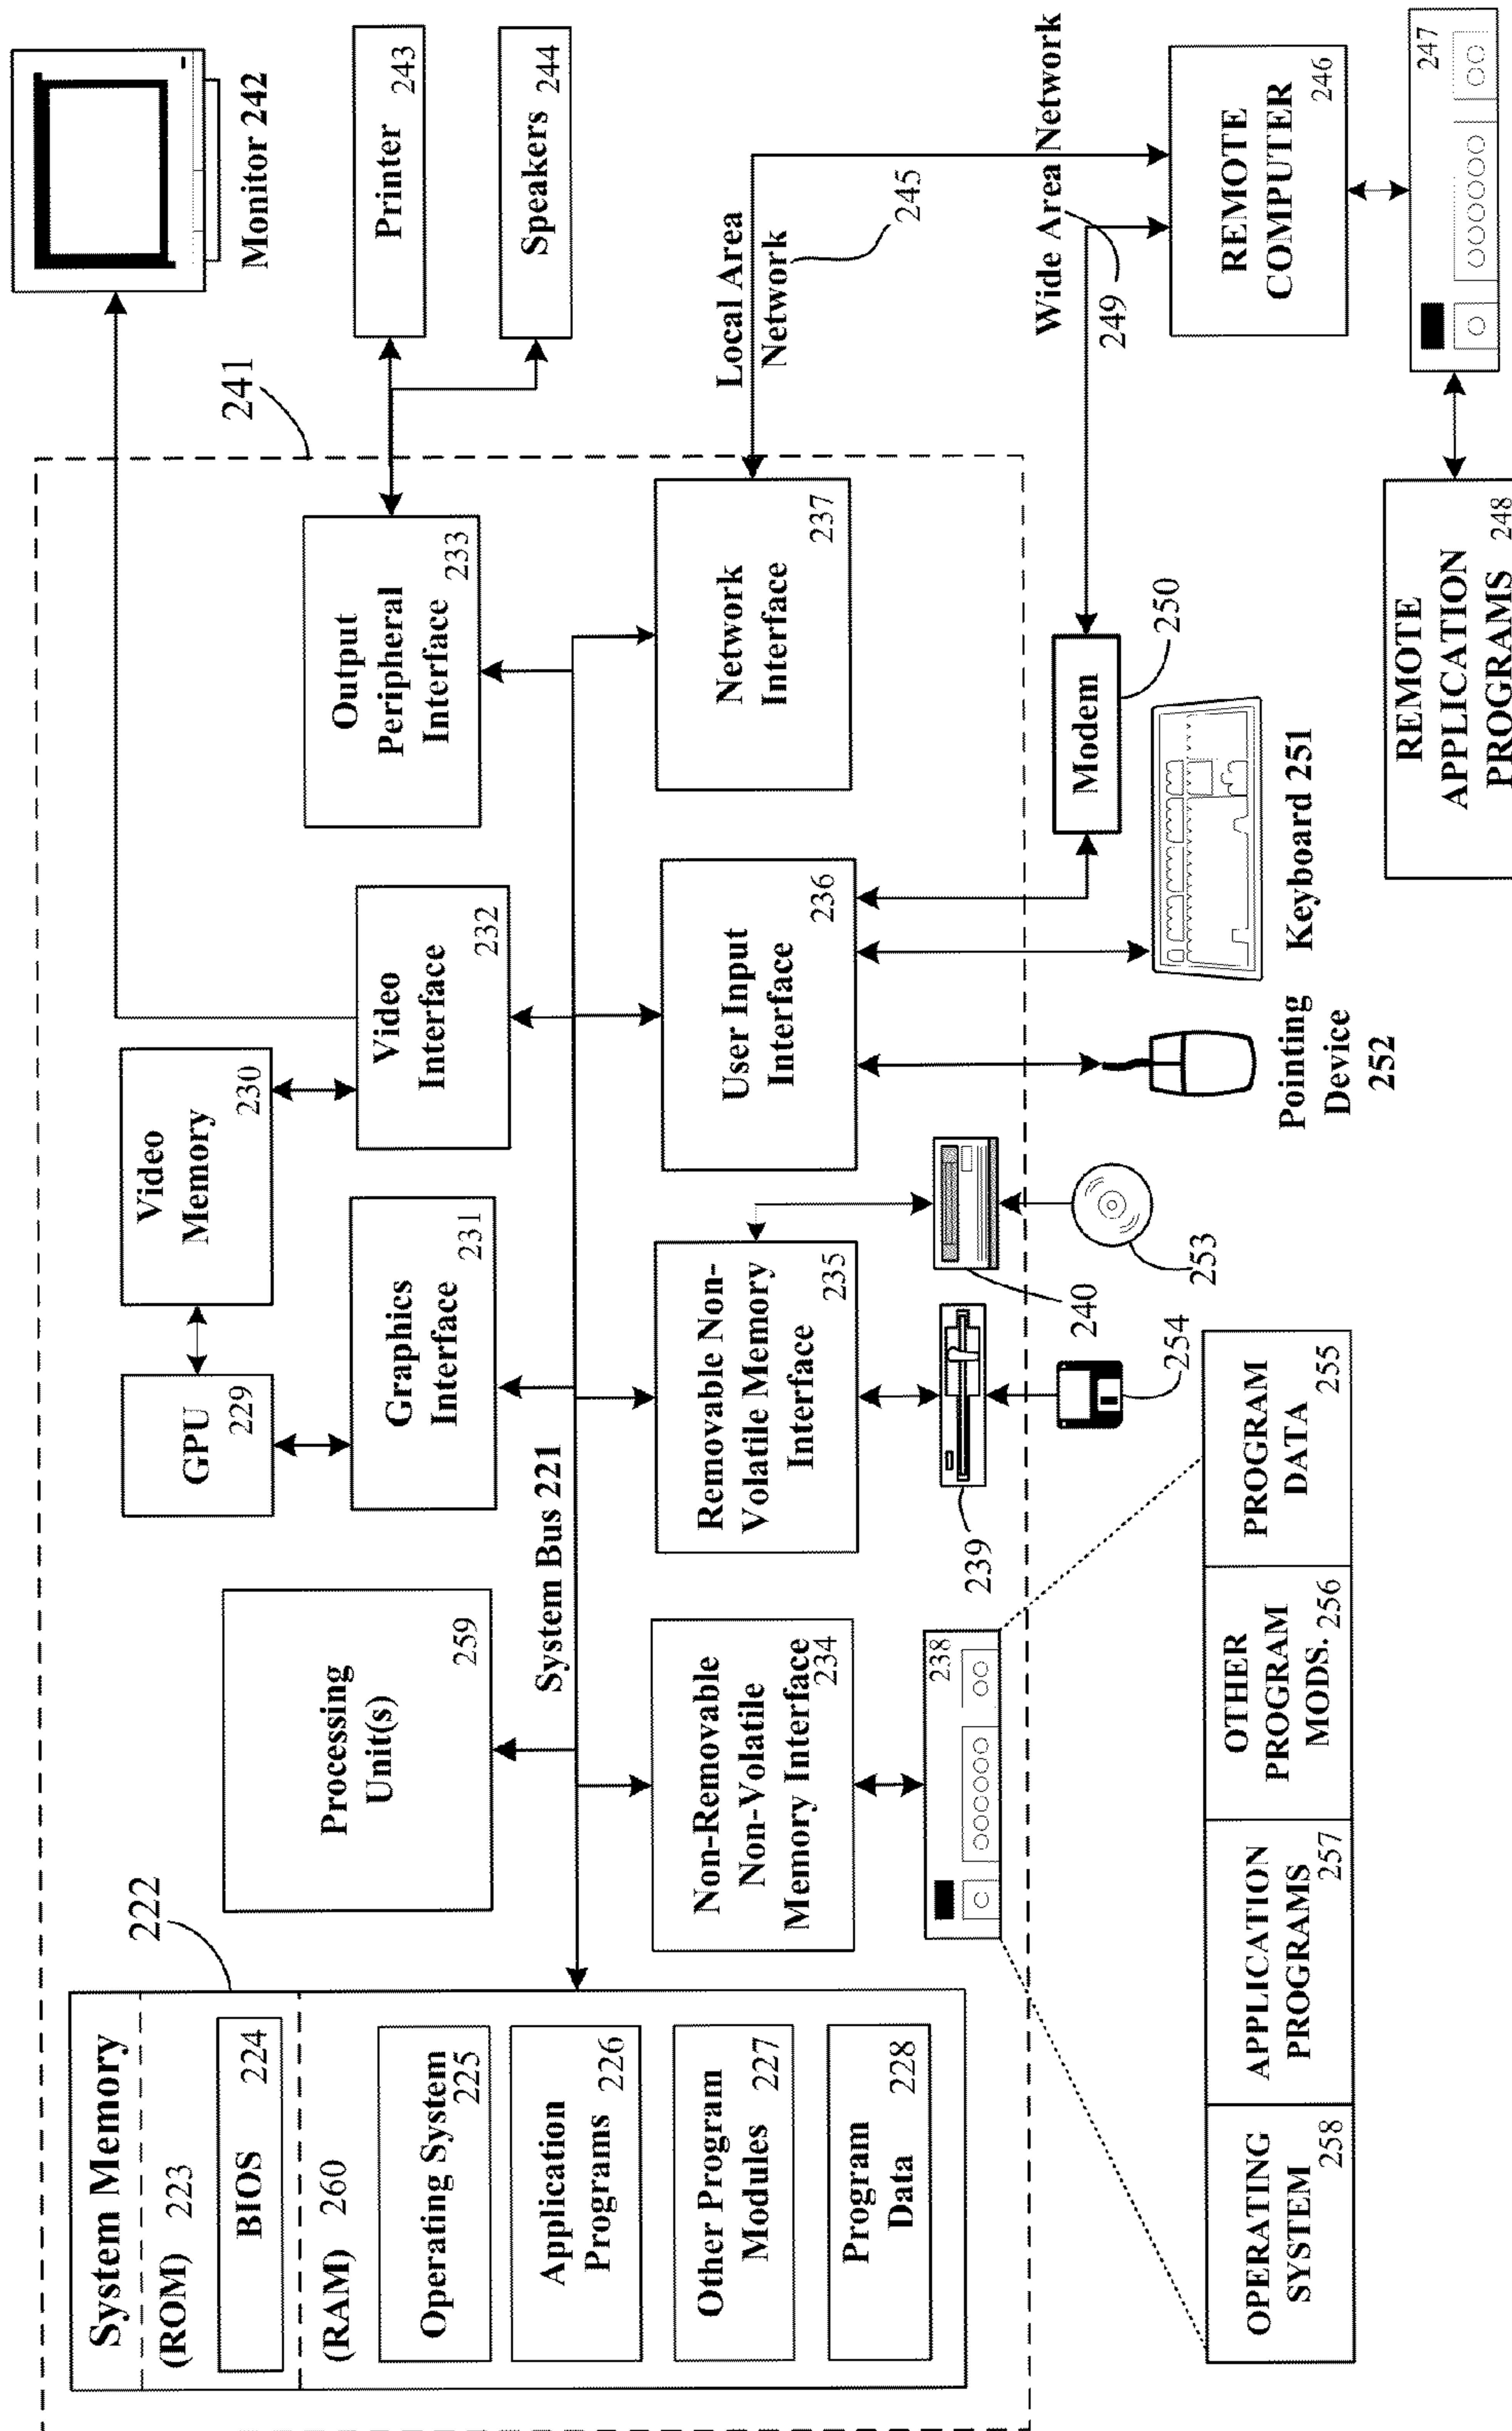 System Memory
222
(ROM) 223
BIOS 224
(RAM) 260
Operating System
225
Application
Programs 226
Other Program
Modules 227
Program
Data 228
Processing
Unit(s)
259
GPU
229
Video
Memory
230
Graphics
Interface
231
Video
Interface
232
Output
Peripheral
Interface 233
241
Monitor 242
Printer 243
Speakers 244
System Bus 221
Non-Removable
Non-Volatile
Memory Interface
234
Removable Non-
Volatile Memory
Interface 235
User Input
Interface 236
Network
Interface 237
Local Area
Network
245
238
239
240
254
253
Pointing
Device
252
Keyboard 251
Modem
250
Wide Area Network
249
REMOTE
COMPUTER
246
247
REMOTE
APPLICATION
PROGRAMS 248
OPERATING
SYSTEM 258
APPLICATION
PROGRAMS
257
OTHER
PROGRAM
MODS. 256
PROGRAM
DATA 255